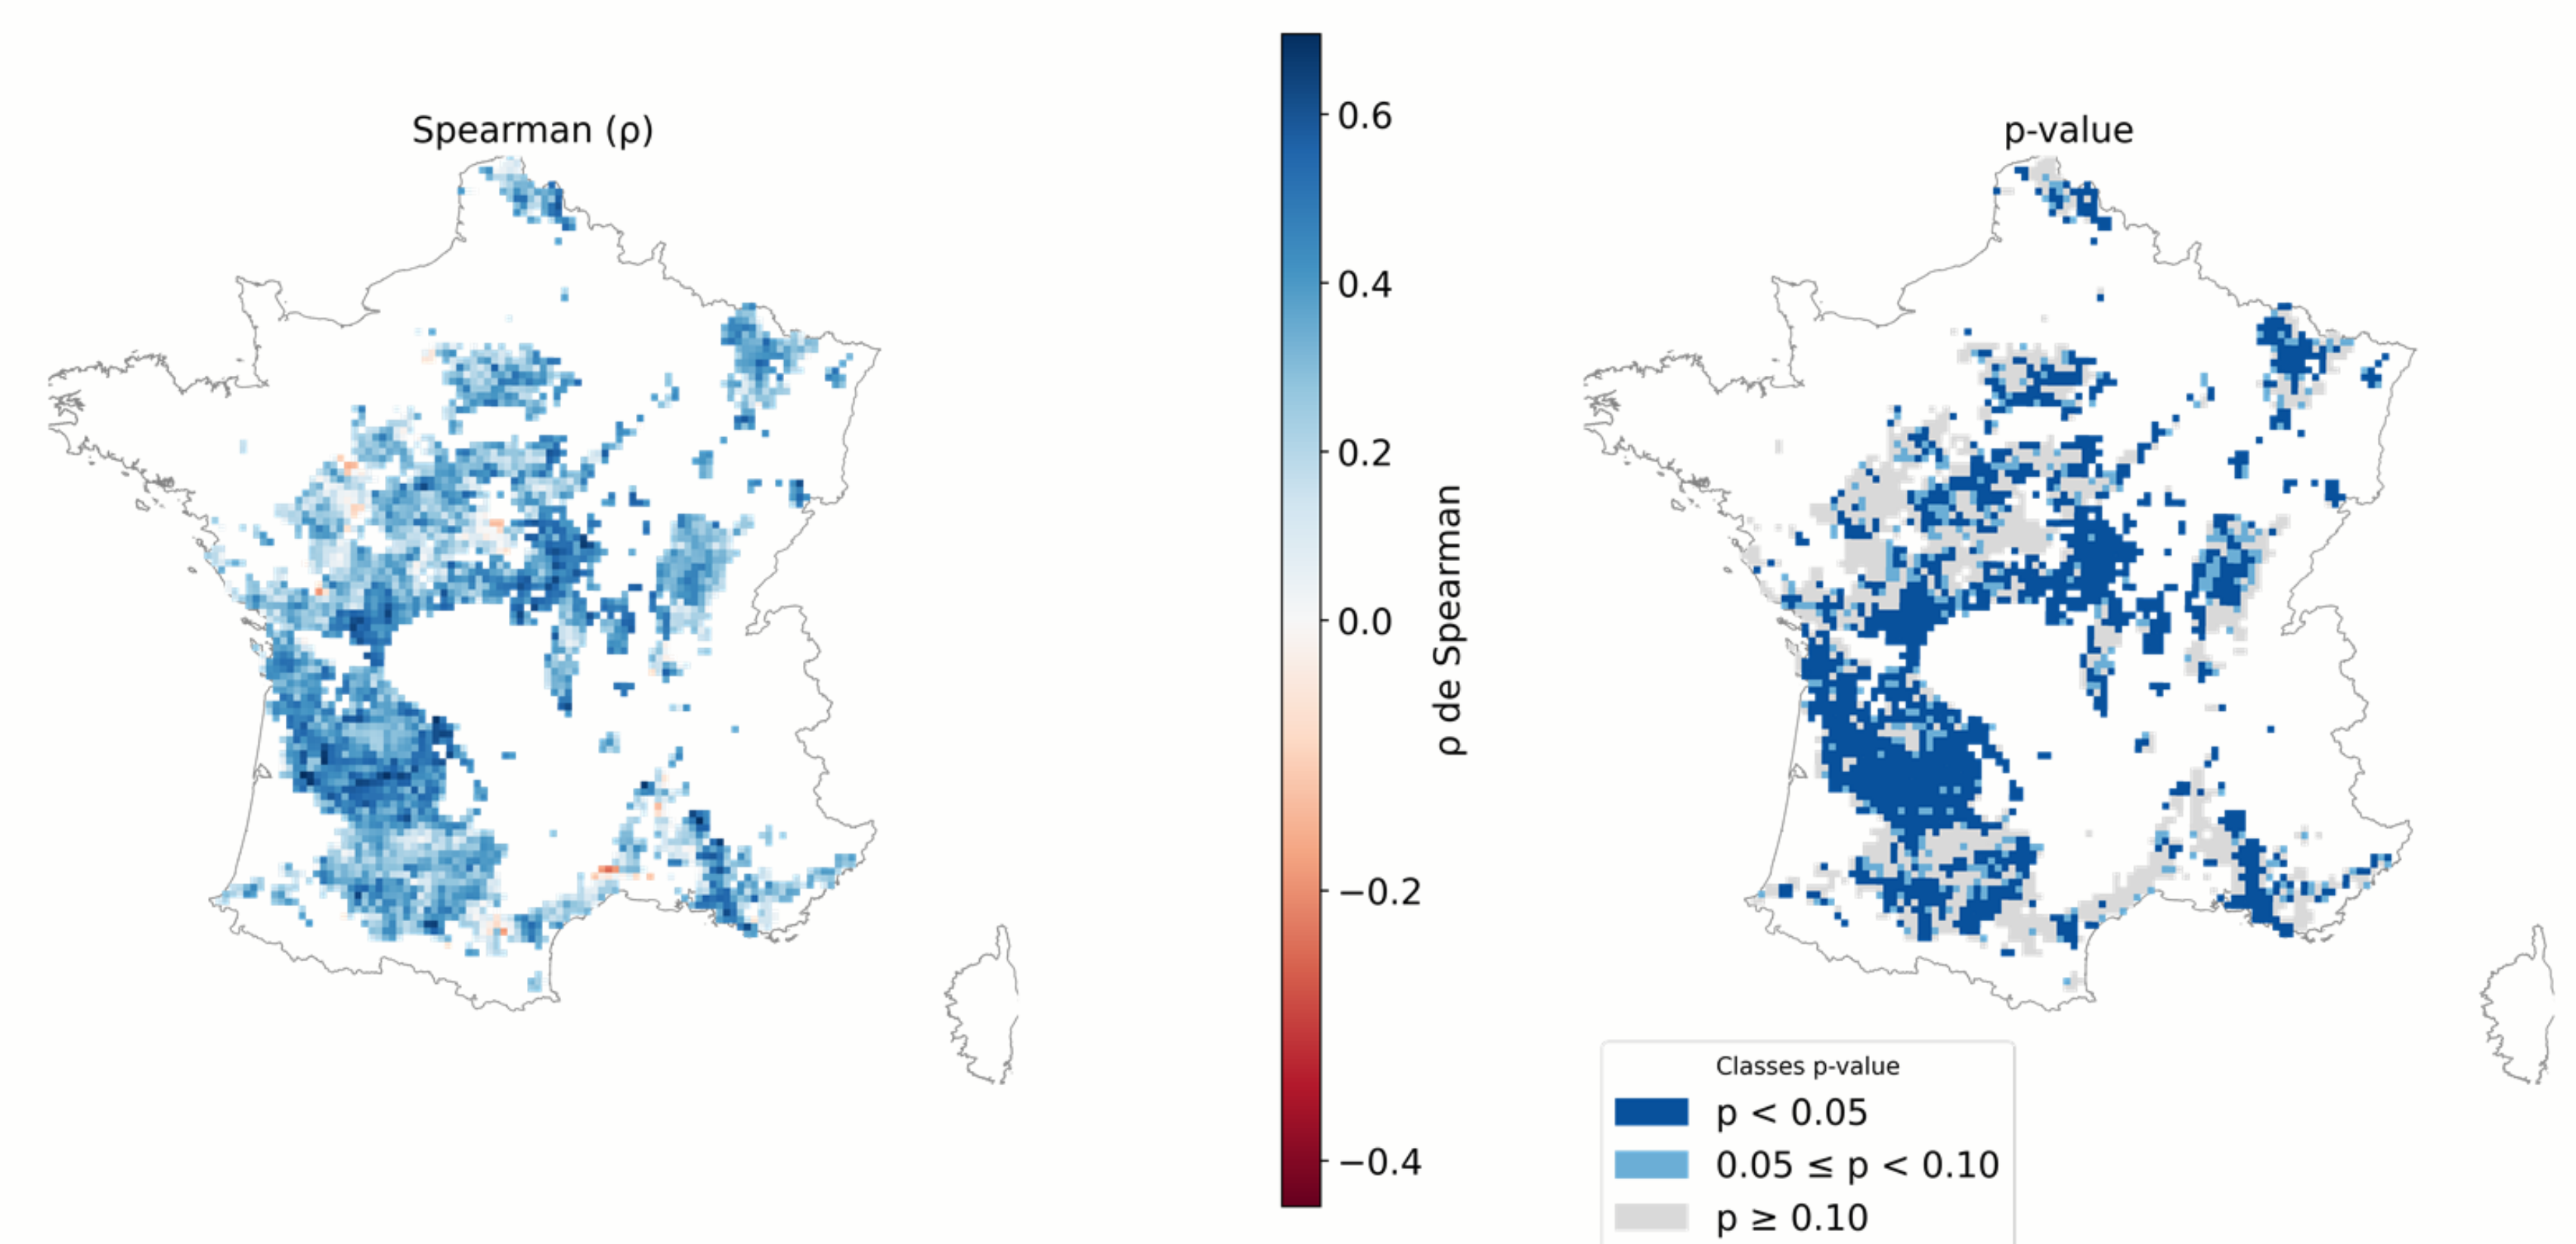 Spearman (ρ)
0.6
0.4
0.2
0.0
−0.2
−0.4
ρ de Spearman
p-value
Classes p-value
p < 0.05
0.05 ≤ p < 0.10
p ≥ 0.10